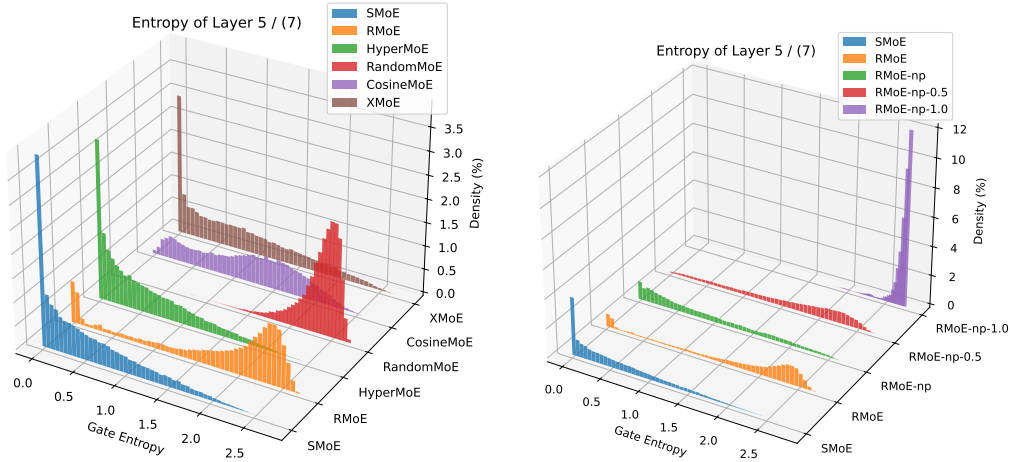 Entropy of Layer 5 / (7)
SMoE
RMoE
HyperMoE
RandomMoE
CosineMoE
XMoE
3.5
3.0
2.5
2.0
1.5
1.0
0.5
0.0
Density (%)
0.0
0.5
1.0
1.5
2.0
2.5
Gate Entropy
XMoE
CosineMoE
RandomMoE
HyperMoE
RMoE
SMoE
Entropy of Layer 5 / (7)
SMoE
RMoE
RMoE-np
RMoE-np-0.5
RMoE-np-1.0
12
10
8
6
4
2
0
Density (%)
0.0
0.5
1.0
1.5
2.0
2.5
Gate Entropy
RMoE-np-1.0
RMoE-np-0.5
RMoE-np
RMoE
SMoE